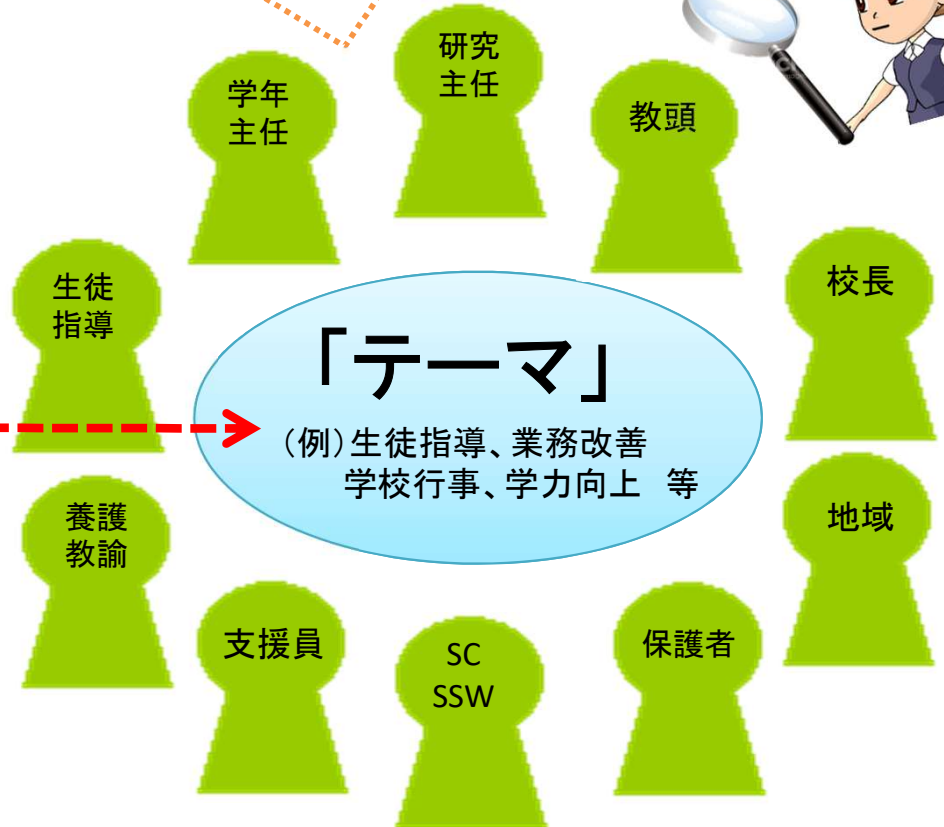 研究
主任
学年
主任
教頭
生徒
指導
校長
「テーマ」
(例)生徒指導、業務改善
学校行事、学力向上　等
養護
教諭
地域
支援員
SC
SSW
保護者